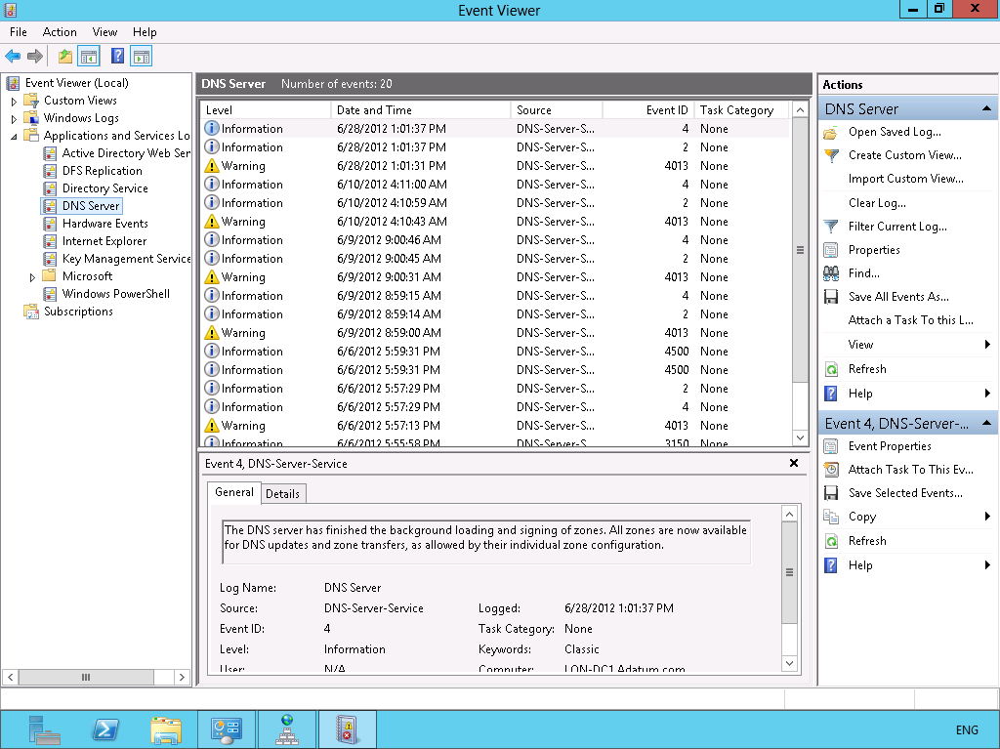 Event Viewer
File Action View Help
Event Viewer (Local)
Custom Views
Windows Logs
Applications and Services Lo
Active Directory Web Ser
DFS Replication
Directory Service
DNS Server
Hardware Events
Internet Explorer
Key Management Service
Microsoft
Windows PowerShell
Subscriptions
DNS Server Number of events: 20
Level Date and Time Source Event ID Task Category
Information 6/28/2012 1:01:37 PM DNS-Server-S... 4 None
Information 6/28/2012 1:01:37 PM DNS-Server-S... 2 None
Warning 6/28/2012 1:01:31 PM DNS-Server-S... 4013 None
Information 6/10/2012 4:11:00 AM DNS-Server-S... 4 None
Information 6/10/2012 4:10:59 AM DNS-Server-S... 2 None
Warning 6/10/2012 4:10:43 AM DNS-Server-S... 4013 None
Information 6/9/2012 9:00:46 AM DNS-Server-S... 4 None
Information 6/9/2012 9:00:45 AM DNS-Server-S... 2 None
Warning 6/9/2012 9:00:31 AM DNS-Server-S... 4013 None
Information 6/9/2012 8:59:15 AM DNS-Server-S... 4 None
Information 6/9/2012 8:59:14 AM DNS-Server-S... 2 None
Warning 6/9/2012 8:59:00 AM DNS-Server-S... 4013 None
Information 6/6/2012 5:59:31 PM DNS-Server-S... 4500 None
Information 6/6/2012 5:59:31 PM DNS-Server-S... 4500 None
Information 6/6/2012 5:57:29 PM DNS-Server-S... 2 None
Information 6/6/2012 5:57:29 PM DNS-Server-S... 4 None
Warning 6/6/2012 5:57:13 PM DNS-Server-S... 4013 None
Information 6/6/2012 5:55:58 PM DNS-Server-S... 3150 None
Event 4, DNS-Server-Service
General Details
The DNS server has finished the background loading and signing of zones. All zones are now available
for DNS updates and zone transfers, as allowed by their individual zone configuration.
Log Name: DNS Server
Source: DNS-Server-Service Logged: 6/28/2012 1:01:37 PM
Event ID: 4 Task Category: None
Level: Information Keywords: Classic
User: N/A Computer: LON-DC1.Adatum.com
Actions
DNS Server
Open Saved Log...
Create Custom View...
Import Custom View...
Clear Log...
Filter Current Log...
Properties
Find...
Save All Events As...
Attach a Task To this L...
View
Refresh
Help
Event 4, DNS-Server-...
Event Properties
Attach Task To This Ev...
Save Selected Events...
Copy
Refresh
Help
ENG